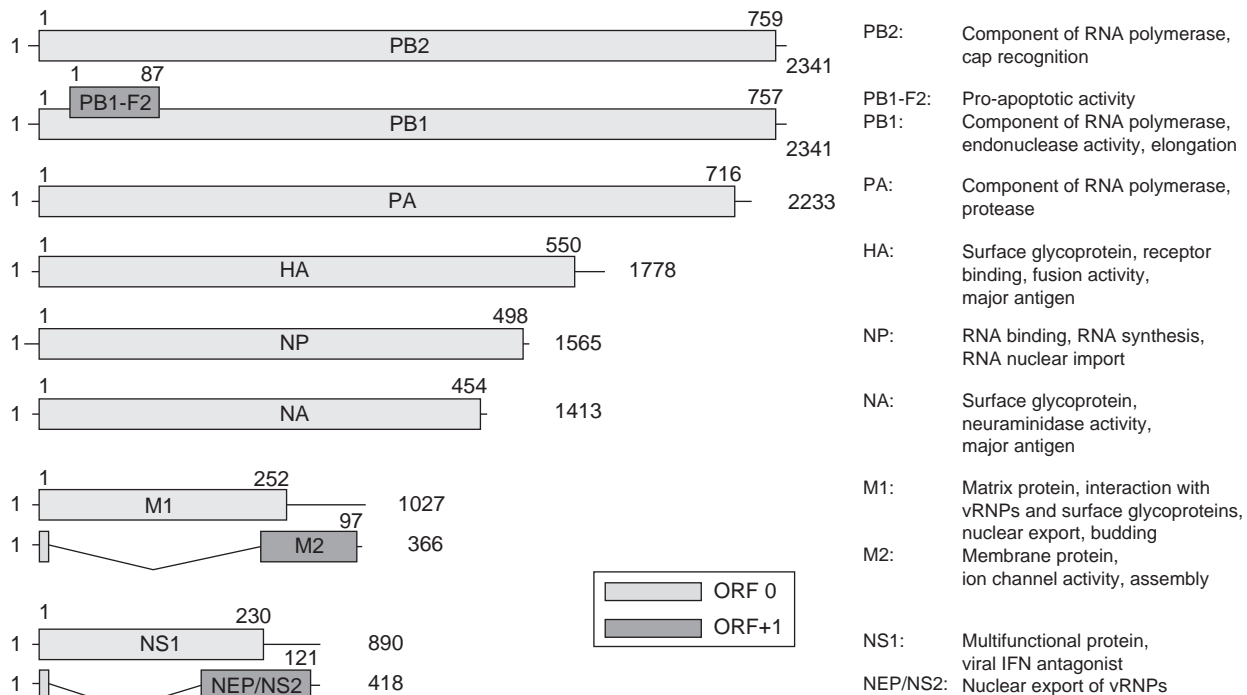 1 759
1 PB2
2341
1 87
PB1-F2
1 757
1 PB1
2341
1 716
1 PA 2233
1 550
1 HA 1778
1 498
1 NP 1565
1 454
1 NA 1413
1 252
1 M1 1027
97
1 M2 366
1 230
1 NS1 890
121
1 NEP/NS2 418
ORF 0
ORF+1
PB2: Component of RNA polymerase,
cap recognition
PB1-F2: Pro-apoptotic activity
PB1: Component of RNA polymerase,
endonuclease activity, elongation
PA: Component of RNA polymerase,
protease
HA: Surface glycoprotein, receptor
binding, fusion activity,
major antigen
NP: RNA binding, RNA synthesis,
RNA nuclear import
NA: Surface glycoprotein,
neuraminidase activity,
major antigen
M1: Matrix protein, interaction with
vRNPs and surface glycoproteins,
nuclear export, budding
M2: Membrane protein,
ion channel activity, assembly
NS1: Multifunctional protein,
viral IFN antagonist
NEP/NS2: Nuclear export of vRNPs